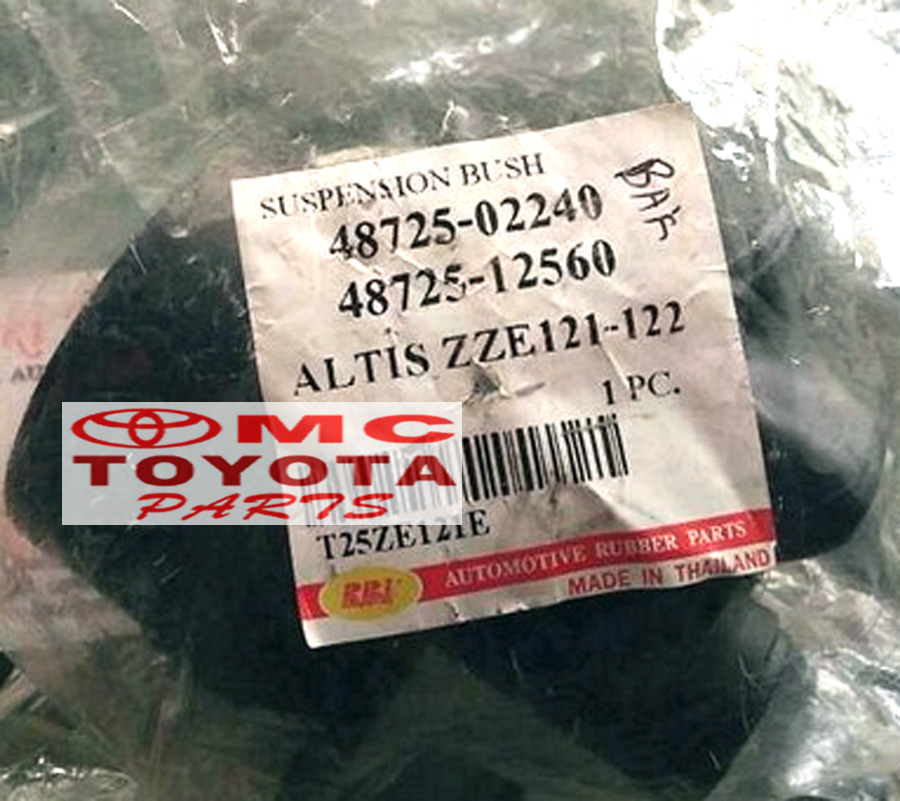 SUSPENSION BUSH
48725-02240
48725-12560
ALTIS ZZE121-122
1 PC.
MC
TOYOTA
PARTS
T25ZE121E
RBI
AUTOMOTIVE RUBBER PARTS
MADE IN THAILAND